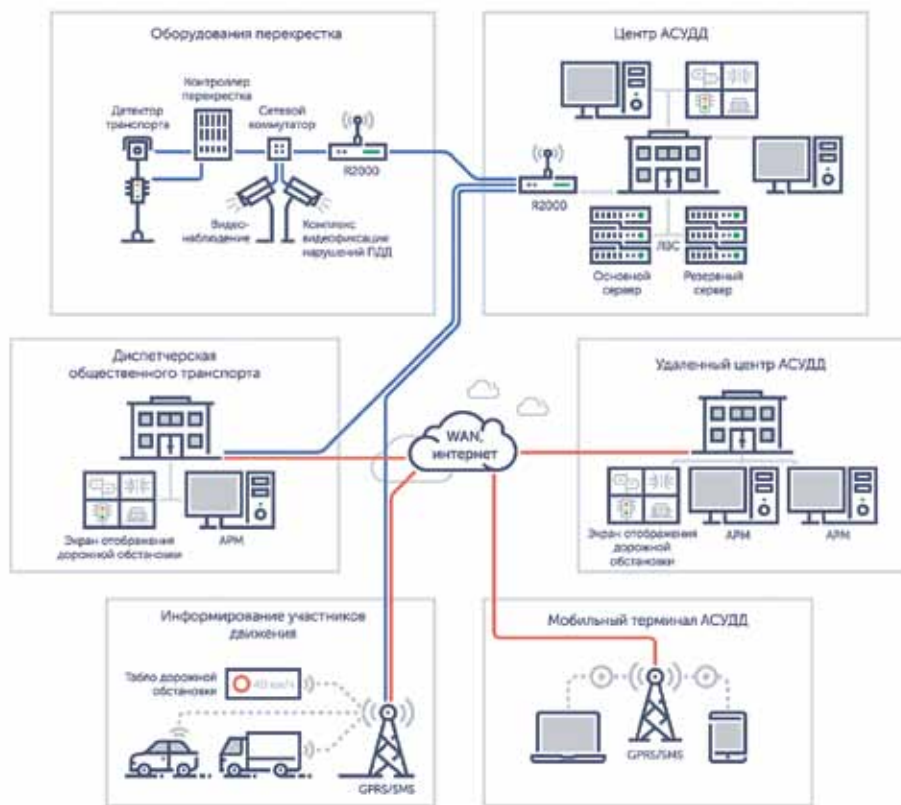 Оборудования перекрестка
Контроллер
перекрестка
Детектор
транспорта
Сетевой
коммутатор
R2000
Видео-
наблюдение
Комплекс
видеофиксации
нарушений ПДД
Центр АСУДД
R2000
ЛВС
Основной
сервер
Резервный
сервер
Диспетчерская
общественного транспорта
Экран отображения
дорожной обстановки
АРМ
WAN,
интернет
Удаленный центр АСУДД
Экран отображения
дорожной
обстановки
АРМ
АРМ
Информирование участников
движения
Табло дорожной
обстановки
40 км/ч
GPRS/SMS
Мобильный терминал АСУДД
GPRS/SMS